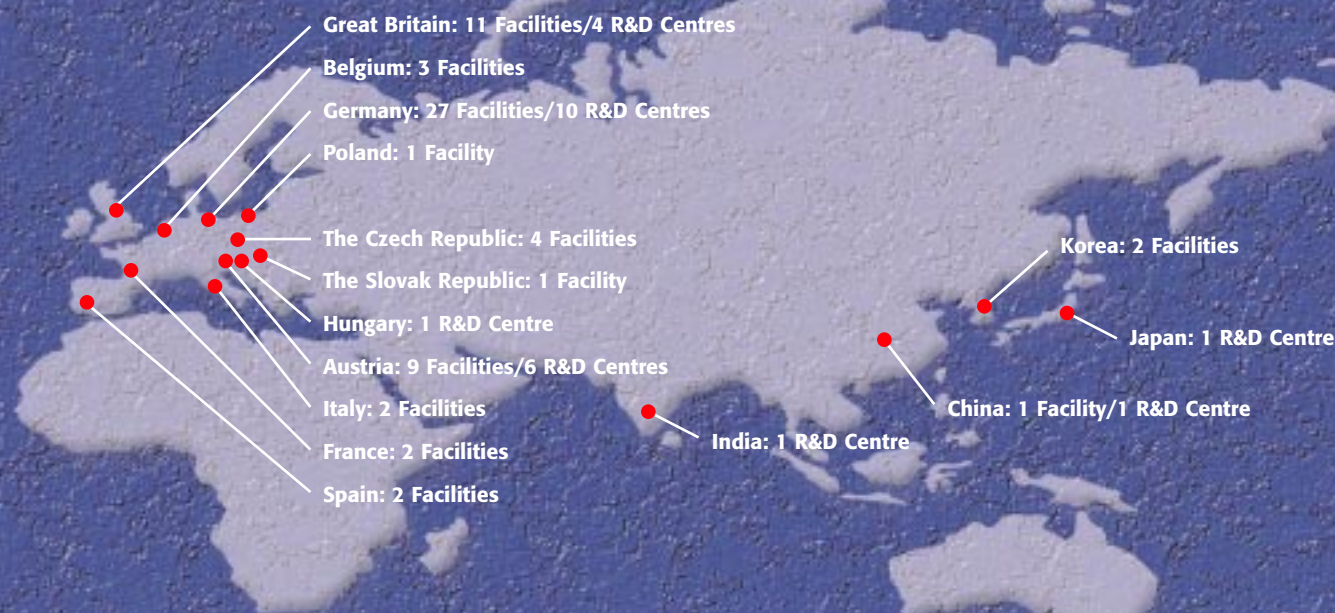 Great Britain: 11 Facilities/4 R&D Centres
Belgium: 3 Facilities
Germany: 27 Facilities/10 R&D Centres
Poland: 1 Facility
The Czech Republic: 4 Facilities
The Slovak Republic: 1 Facility
Hungary: 1 R&D Centre
Austria: 9 Facilities/6 R&D Centres
Italy: 2 Facilities
France: 2 Facilities
Spain: 2 Facilities
Korea: 2 Facilities
Japan: 1 R&D Centre
China: 1 Facility/1 R&D Centre
India: 1 R&D Centre